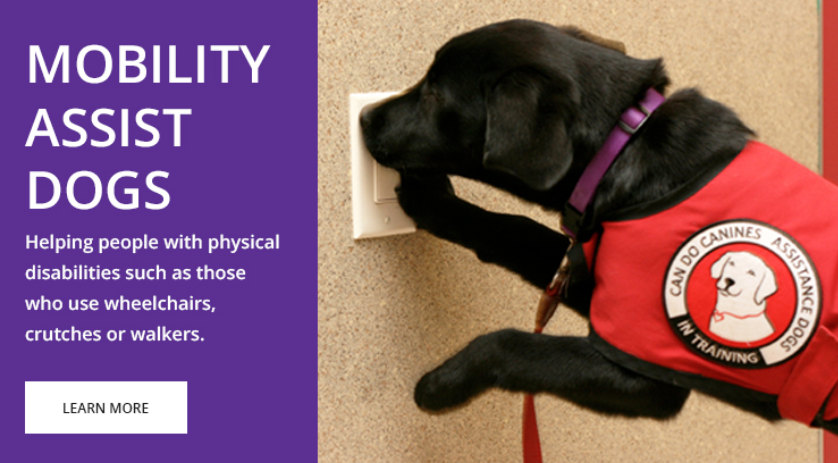 MOBILITY
ASSIST
DOGS
Helping people with physical
disabilities such as those
who use wheelchairs,
crutches or walkers.
LEARN MORE
CAN DO CANINES ASSISTANCE DOGS
IN TRAINING